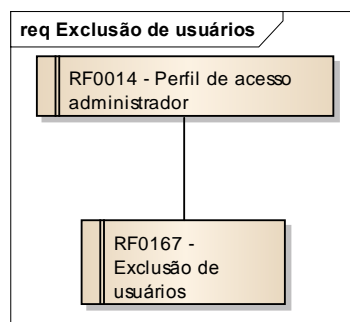 req Exclusão de usuários
RF0014 - Perfil de acesso
administrador
RF0167 -
Exclusão de
usuários